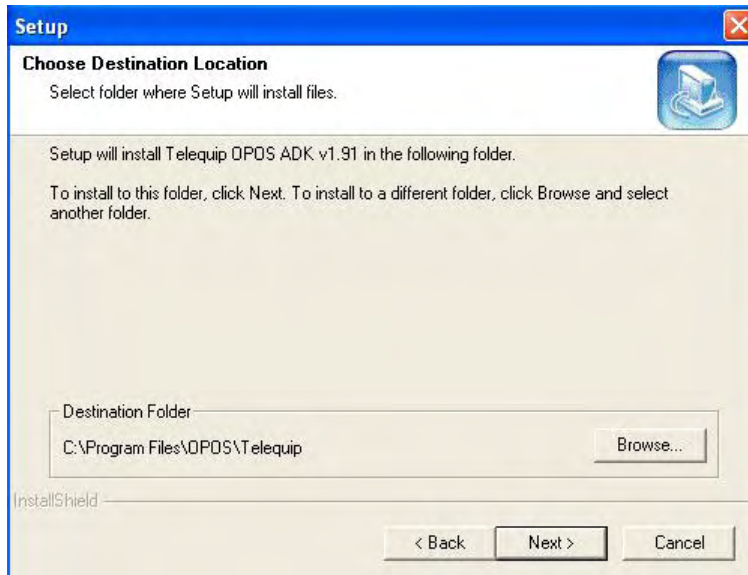 Setup
Choose Destination Location
Select folder where Setup will install files.
Setup will install Telequip OPOS ADK v1.91 in the following folder.
To install to this folder, click Next. To install to a different folder, click Browse and select
another folder.
Destination Folder
C:\Program Files\OPOS\Telequip
Browse...
InstallShield
< Back
Next >
Cancel